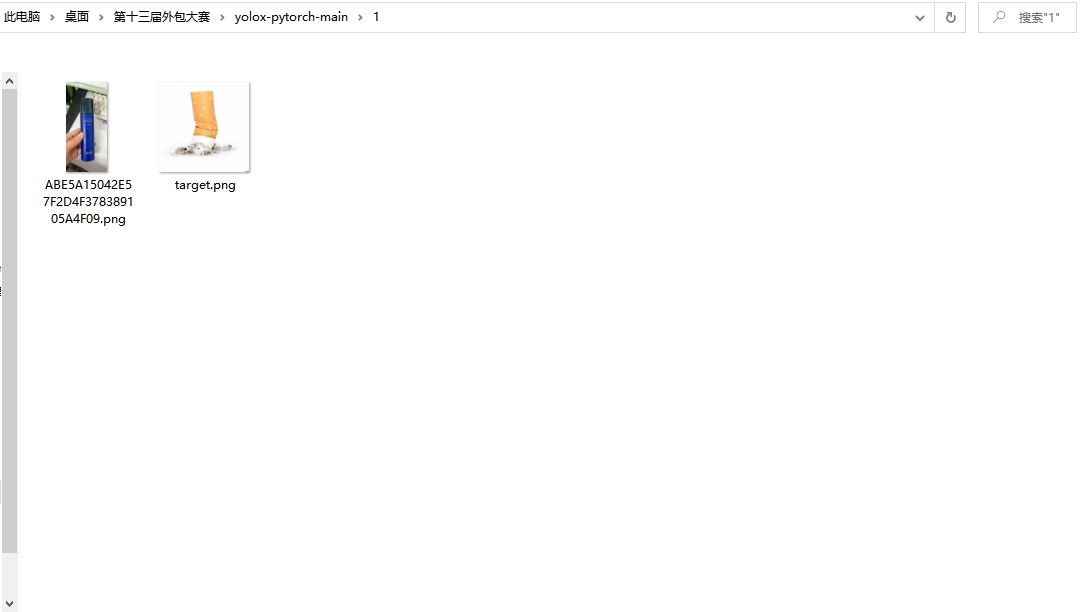 此电脑 > 桌面 > 第十三届外包大赛 > yolox-pytorch-main > 1
搜索"1"
ABE5A15042E5
7F2D4F3783891
05A4F09.png
target.png